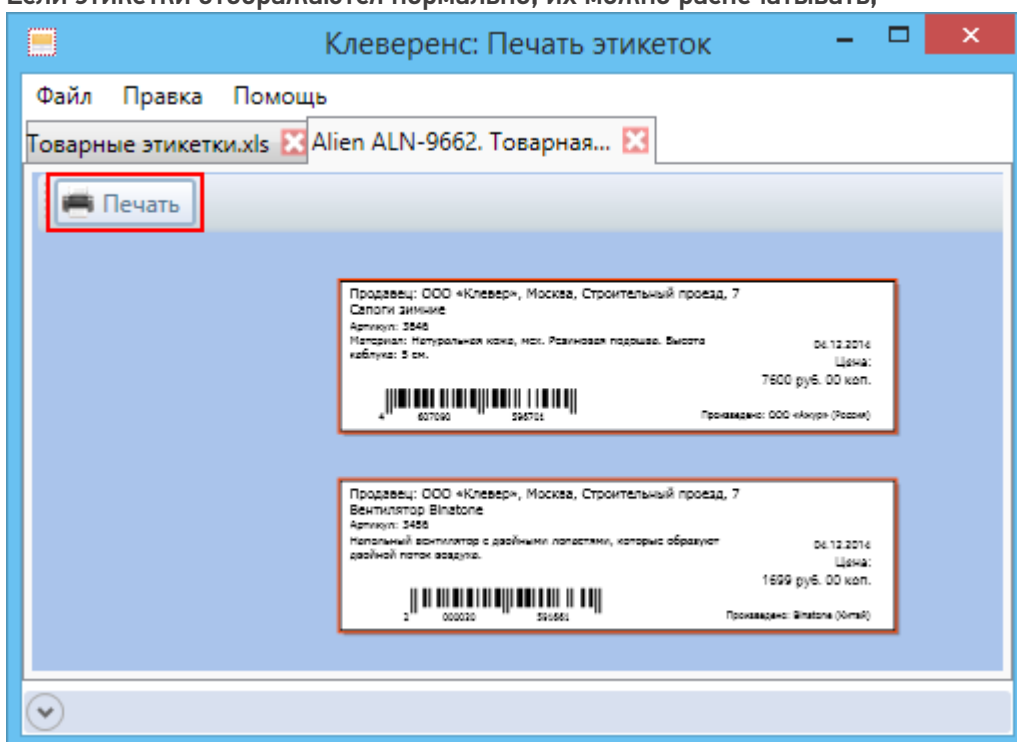 Если этикетки отображаются нормально, их можно распечатывать,
Клеверенс: Печать этикеток
Файл Правка Помощь
Товарные этикетки.xls Alien ALN-9662. Товарная...
Печать
Продавец: ООО «Клевер», Москва, Строительный проезд, 7
Сапоги зимние
Артикул: 3846
Материал: Натуральная кожа, мех. Резиновая подошва. Высота
каблука: 5 см.
04.12.2014
Цена:
7600 руб. 00 коп.
4 607090 596701
Произведено: ООО «Ажур» (Россия)
Продавец: ООО «Клевер», Москва, Строительный проезд, 7
Вентилятор Binatone
Артикул: 3486
Напольный вентилятор с двойными лопастями, которые образуют
двойной поток воздуха.
04.12.2014
Цена:
1699 руб. 00 коп.
2 000020 591661
Произведено: Binatone (Китай)